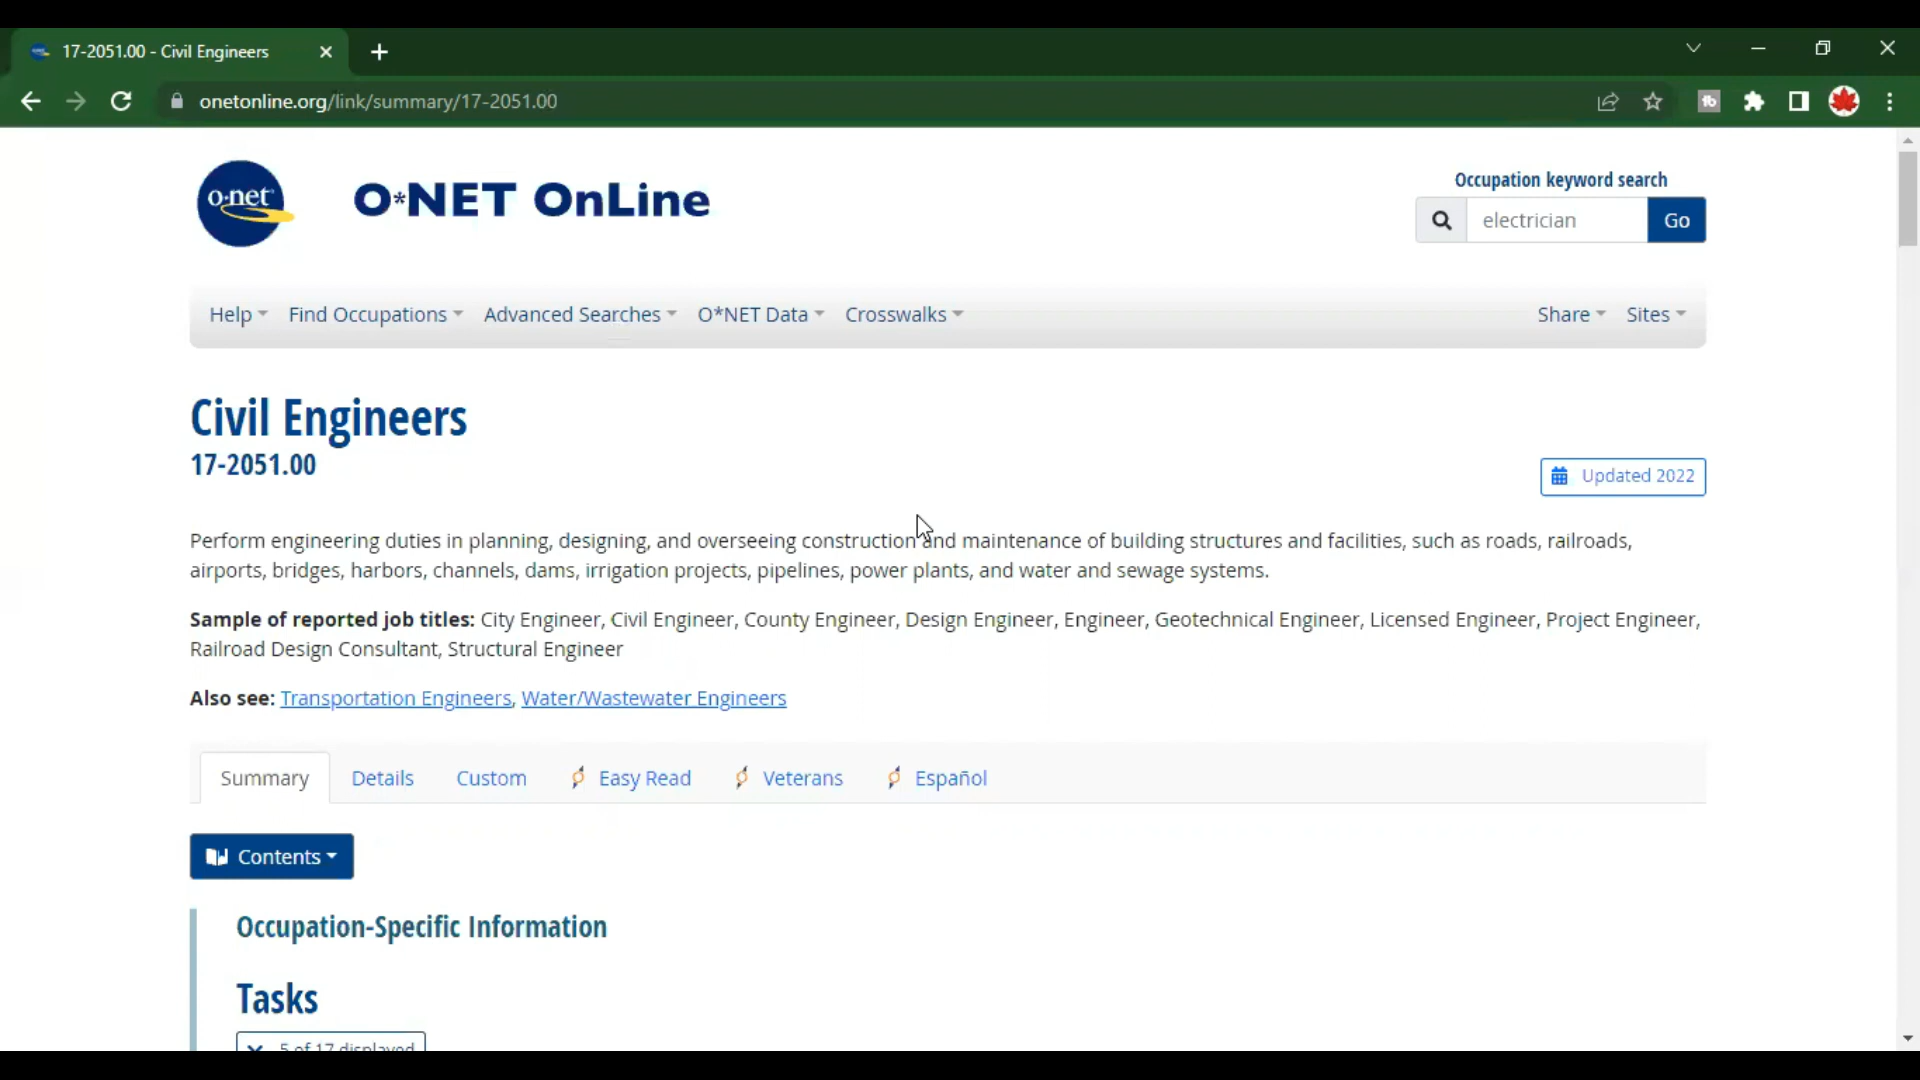 17-2051.00 - Civil Engineers
onetonline.org/link/summary/17-2051.00
o·net
O*NET OnLine
Occupation keyword search
electrician
Go
Help Find Occupations Advanced Searches O*NET Data Crosswalks Share Sites
Civil Engineers
17-2051.00
Updated 2022
Perform engineering duties in planning, designing, and overseeing construction and maintenance of building structures and facilities, such as roads, railroads,
airports, bridges, harbors, channels, dams, irrigation projects, pipelines, power plants, and water and sewage systems.
Sample of reported job titles: City Engineer, Civil Engineer, County Engineer, Design Engineer, Engineer, Geotechnical Engineer, Licensed Engineer, Project Engineer,
Railroad Design Consultant, Structural Engineer
Also see: Transportation Engineers, Water/Wastewater Engineers
Summary Details Custom Easy Read Veterans Español
Contents
Occupation-Specific Information
Tasks
5 of 17 displayed